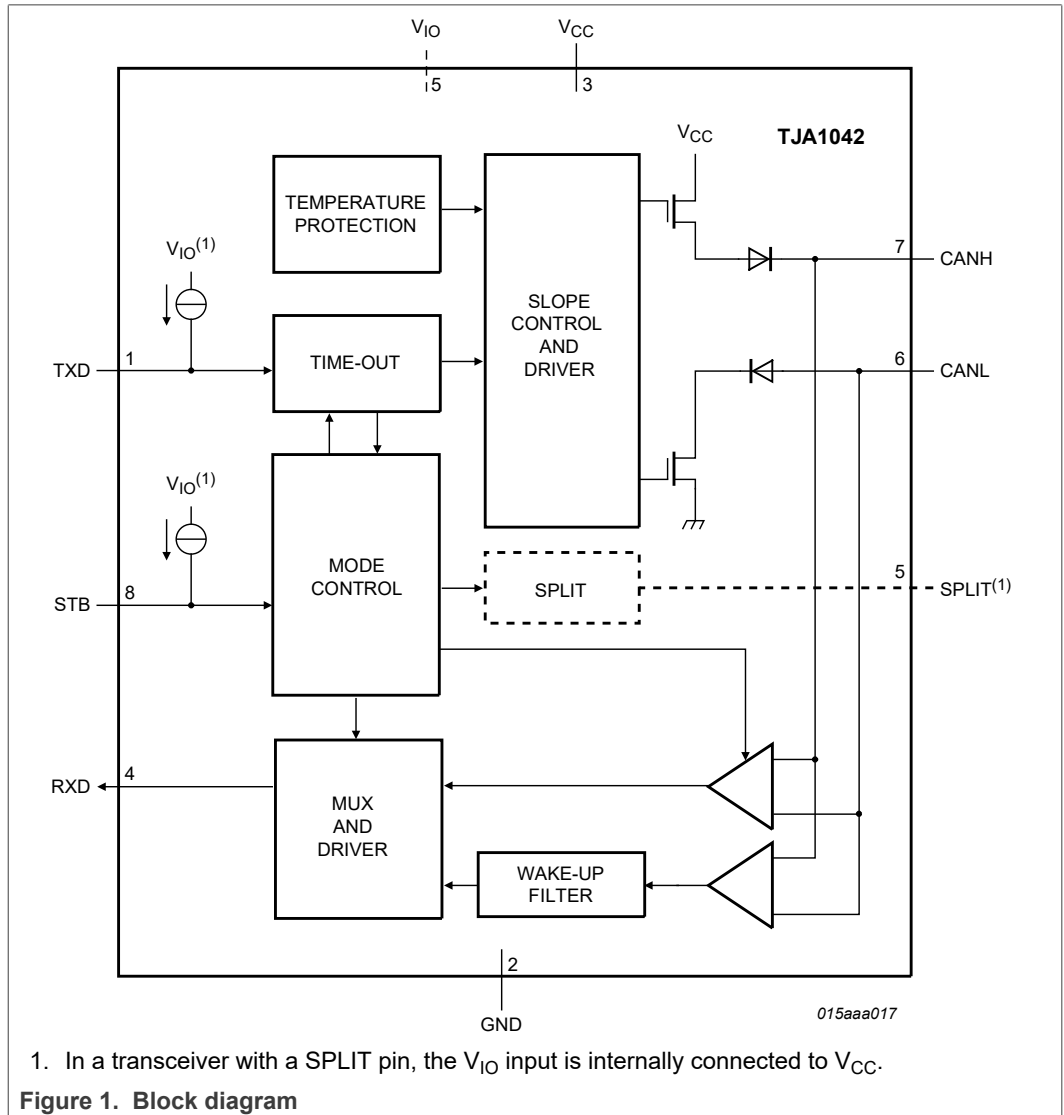 VIO
VCC
5
3
TJA1042
VCC
TEMPERATURE
PROTECTION
VIO(1)
7
CANH
SLOPE
CONTROL
AND
DRIVER
TXD
1
TIME-OUT
6
CANL
VIO(1)
MODE
CONTROL
STB
8
SPLIT
5
SPLIT(1)
RXD
4
MUX
AND
DRIVER
WAKE-UP
FILTER
2
GND
015aaa017
1. In a transceiver with a SPLIT pin, the VIO input is internally connected to VCC.
Figure 1. Block diagram